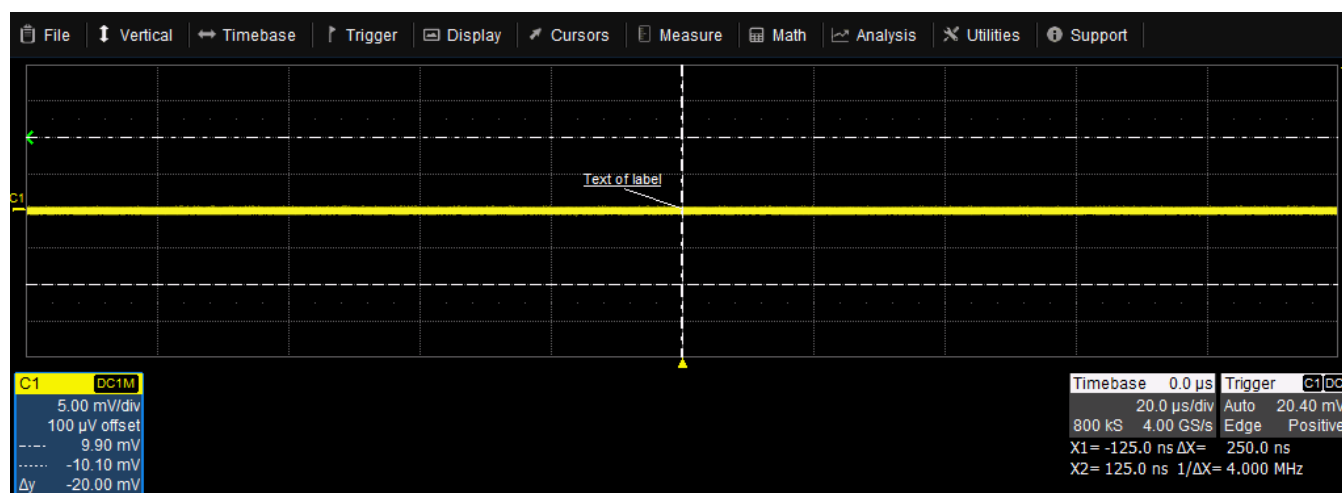 File Vertical Timebase Trigger Display Cursors Measure Math Analysis Utilities Support
Text of label
C1
C1 DC1M
5.00 mV/div
100 µV offset
9.90 mV
-10.10 mV
Δy -20.00 mV
Timebase 0.0 µs
20.0 µs/div
800 kS 4.00 GS/s
Trigger C1 DC
Auto 20.40 mV
Edge Positive
X1= -125.0 ns ΔX= 250.0 ns
X2= 125.0 ns 1/ΔX= 4.000 MHz